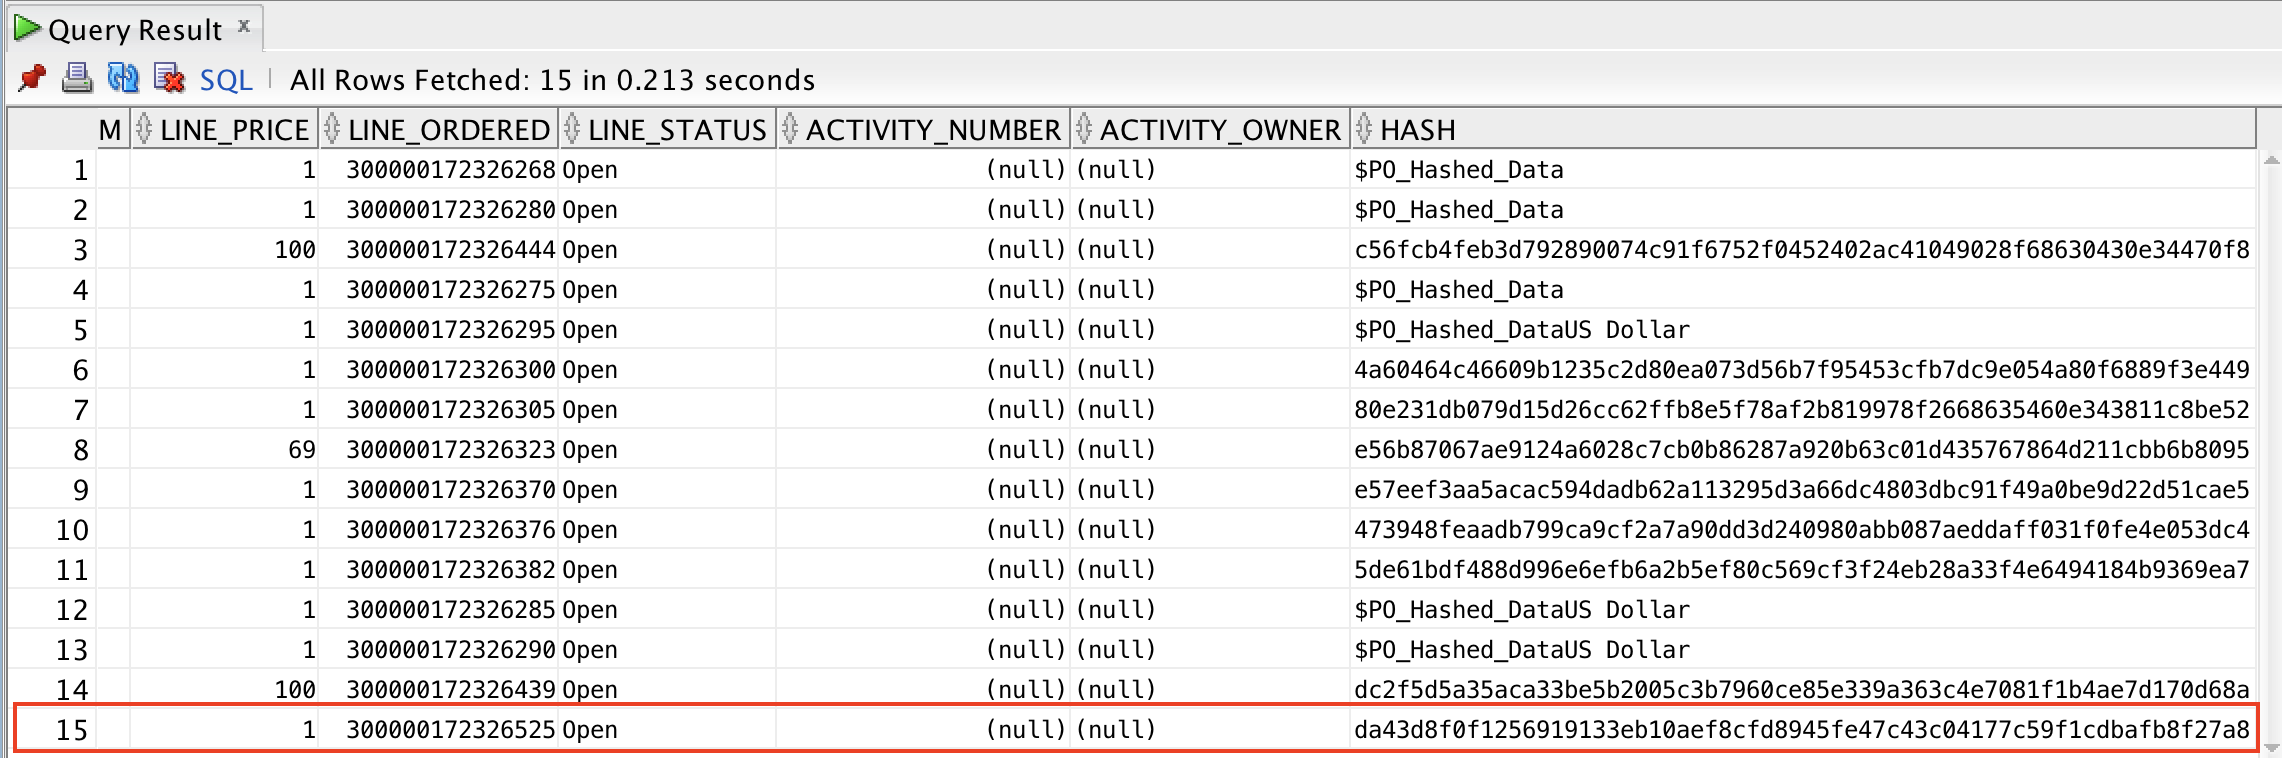 Query Result x
SQL | All Rows Fetched: 15 in 0.213 seconds
M LINE_PRICE LINE_ORDERED LINE_STATUS ACTIVITY_NUMBER ACTIVITY_OWNER HASH
1 1 300000172326268 Open (null) (null) $PO_Hashed_Data
2 1 300000172326280 Open (null) (null) $PO_Hashed_Data
3 100 300000172326444 Open (null) (null) c56fcb4feb3d792890074c91f6752f0452402ac41049028f68630430e34470f8
4 1 300000172326275 Open (null) (null) $PO_Hashed_Data
5 1 300000172326295 Open (null) (null) $PO_Hashed_DataUS Dollar
6 1 300000172326300 Open (null) (null) 4a60464c46609b1235c2d80ea073d56b7f95453cfb7dc9e054a80f6889f3e449
7 1 300000172326305 Open (null) (null) 80e231db079d15d26cc62ffb8e5f78af2b819978f2668635460e343811c8be52
8 69 300000172326323 Open (null) (null) e56b87067ae9124a6028c7cb0b86287a920b63c01d435767864d211cbb6b8095
9 1 300000172326370 Open (null) (null) e57eef3aa5acac594dadb62a113295d3a66dc4803dbc91f49a0be9d22d51cae5
10 1 300000172326376 Open (null) (null) 473948feaadb799ca9cf2a7a90dd3d240980abb087aeddaff031f0fe4e053dc4
11 1 300000172326382 Open (null) (null) 5de61bdf488d996e6efb6a2b5ef80c569cf3f24eb28a33f4e6494184b9369ea7
12 1 300000172326285 Open (null) (null) $PO_Hashed_DataUS Dollar
13 1 300000172326290 Open (null) (null) $PO_Hashed_DataUS Dollar
14 100 300000172326439 Open (null) (null) dc2f5d5a35aca33be5b2005c3b7960ce85e339a363c4e7081f1b4ae7d170d68a
15 1 300000172326525 Open (null) (null) da43d8f0f1256919133eb10aef8cfd8945fe47c43c04177c59f1cdbafb8f27a8